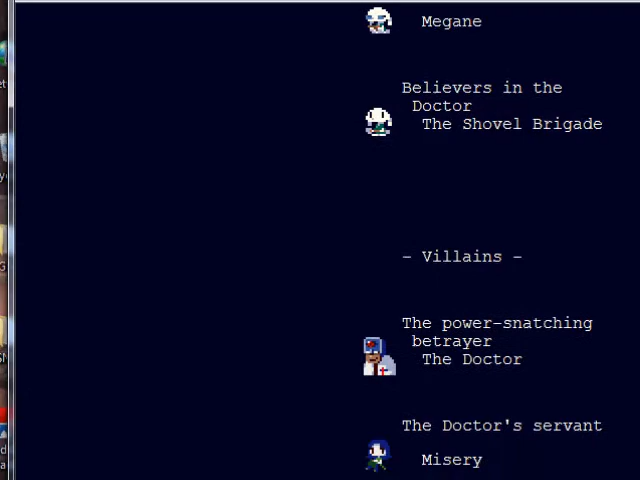 Megane
Believers in the
Doctor
The Shovel Brigade
- Villains -
The power-snatching
betrayer
The Doctor
The Doctor's servant
Misery